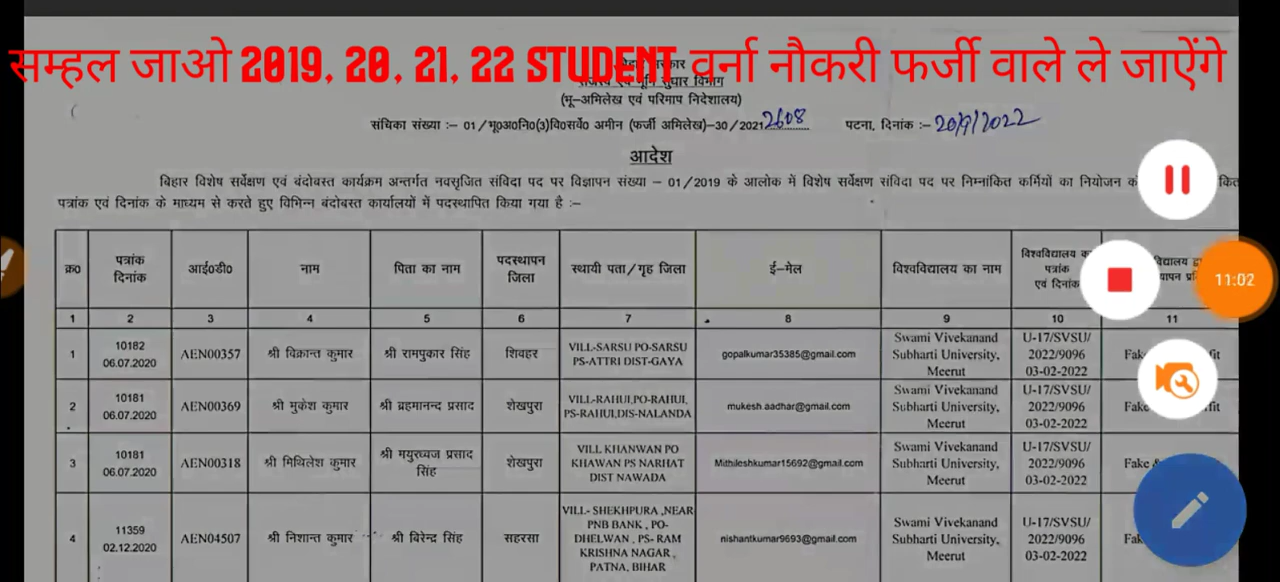 सम्हल जाओ 2019, 20, 21, 22 STUDENT वर्ना नौकरी फर्जी वाले ले जाऐंगे
राजस्व एवं भूमि सुधार विभाग
(भू–अभिलेख एवं परिमाप निदेशालय)
संचिका संख्या :– 01/भू०अ०नि०(3)वि०सर्वे० अमीन (फर्जी अभिलेख)–30/2021 2608 पटना, दिनांक :– 20/9/2022
आदेश
बिहार विशेष सर्वेक्षण एवं बंदोबस्त कार्यक्रम अन्तर्गत नवसृजित संविदा पद पर विज्ञापन संख्या – 01/2019 के आलोक में विशेष सर्वेक्षण संविदा पद पर निम्नांकित कर्मियों का नियोजन
पत्रांक एवं दिनांक के माध्यम से करते हुए विभिन्न बंदोबस्त कार्यालयों में पदस्थापित किया गया है :–
क्र० पत्रांक दिनांक आई०डी० नाम पिता का नाम पदस्थापन जिला स्थायी पता/गृह जिला ई–मेल विश्वविद्यालय का नाम विश्वविद्यालय का पत्रांक एवं दिनांक
11:02
1 2 3 4 5 6 7 8 9 10 11
1 10182 06.07.2020 AEN00357 श्री विक्रान्त कुमार श्री रामपुकार सिंह शिवहर VILL-SARSU PO-SARSU PS-ATTRI DIST-GAYA gopalkumar35385@gmail.com Swami Vivekanand Subharti University, Meerut U-17/SVSU/ 2022/9096 03-02-2022
2 10181 06.07.2020 AEN00369 श्री मुकेश कुमार श्री ब्रहमानन्द प्रसाद शेखपुरा VILL-RAHUI,PO-RAHUI, PS-RAHUI,DIS-NALANDA mukesh.aadhar@gmail.com Swami Vivekanand Subharti University, Meerut U-17/SVSU/ 2022/9096 03-02-2022 Fake
3 10181 06.07.2020 AEN00318 श्री मिथिलेश कुमार श्री मयुरध्वज प्रसाद सिंह शेखपुरा VILL KHANWAN PO KHAWAN PS NARHAT DIST NAWADA Mithileshkumar15692@gmail.com Swami Vivekanand Subharti University, Meerut U-17/SVSU/ 2022/9096 03-02-2022 Fake &
4 11359 02.12.2020 AEN04507 श्री निशान्त कुमार श्री बिरेन्द्र सिंह सहरसा VILL- SHEKHPURA ,NEAR PNB BANK , PO- DHELWAN , PS- RAM KRISHNA NAGAR , PATNA, BIHAR nishantkumar9693@gmail.com Swami Vivekanand Subharti University, Meerut U-17/SVSU/ 2022/9096 03-02-2022